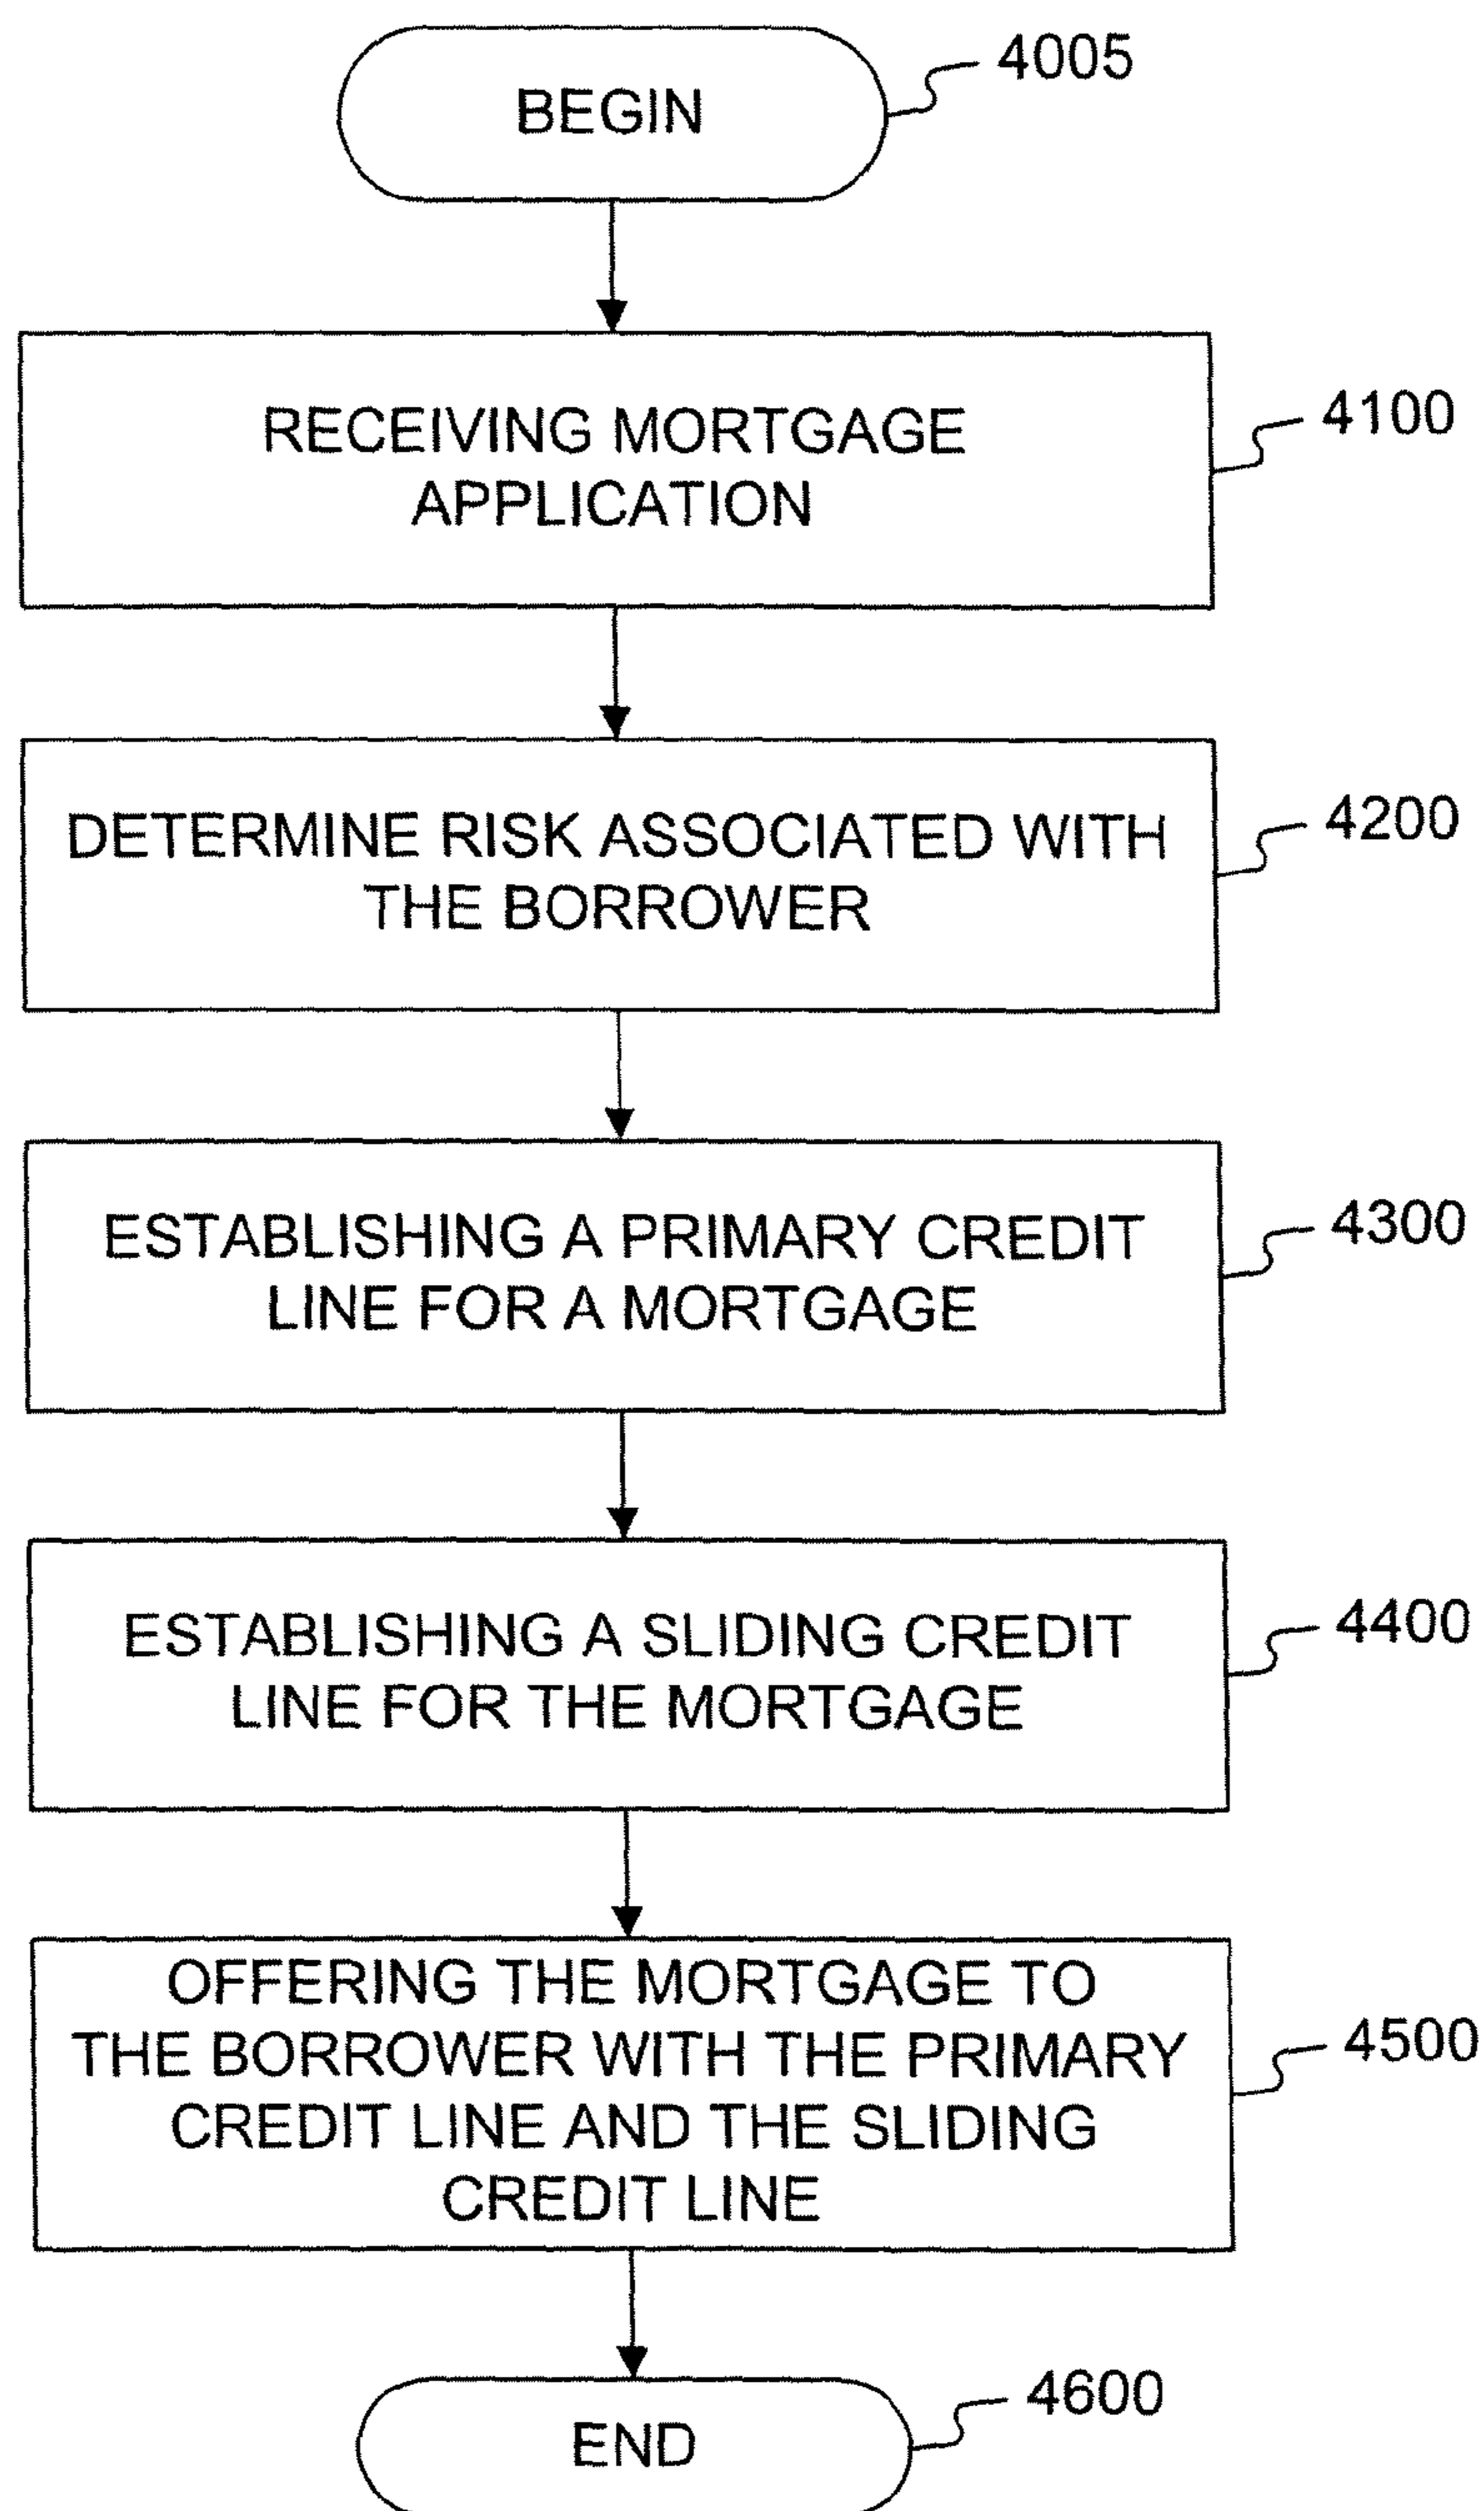 BEGIN
4005
RECEIVING MORTGAGE
APPLICATION
4100
DETERMINE RISK ASSOCIATED WITH
THE BORROWER
4200
ESTABLISHING A PRIMARY CREDIT
LINE FOR A MORTGAGE
4300
ESTABLISHING A SLIDING CREDIT
LINE FOR THE MORTGAGE
4400
OFFERING THE MORTGAGE TO
THE BORROWER WITH THE PRIMARY
CREDIT LINE AND THE SLIDING
CREDIT LINE
4500
END
4600